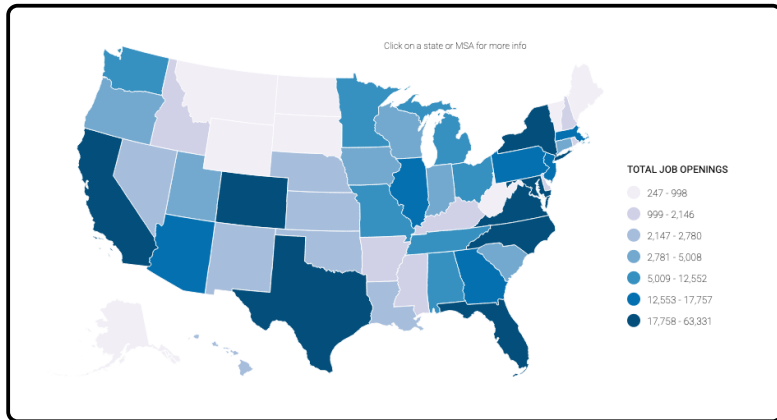 Click on a state or MSA for more info
TOTAL JOB OPENINGS
247 - 998
999 - 2,146
2,147 - 2,780
2,781 - 5,008
5,009 - 12,552
12,553 - 17,757
17,758 - 63,331